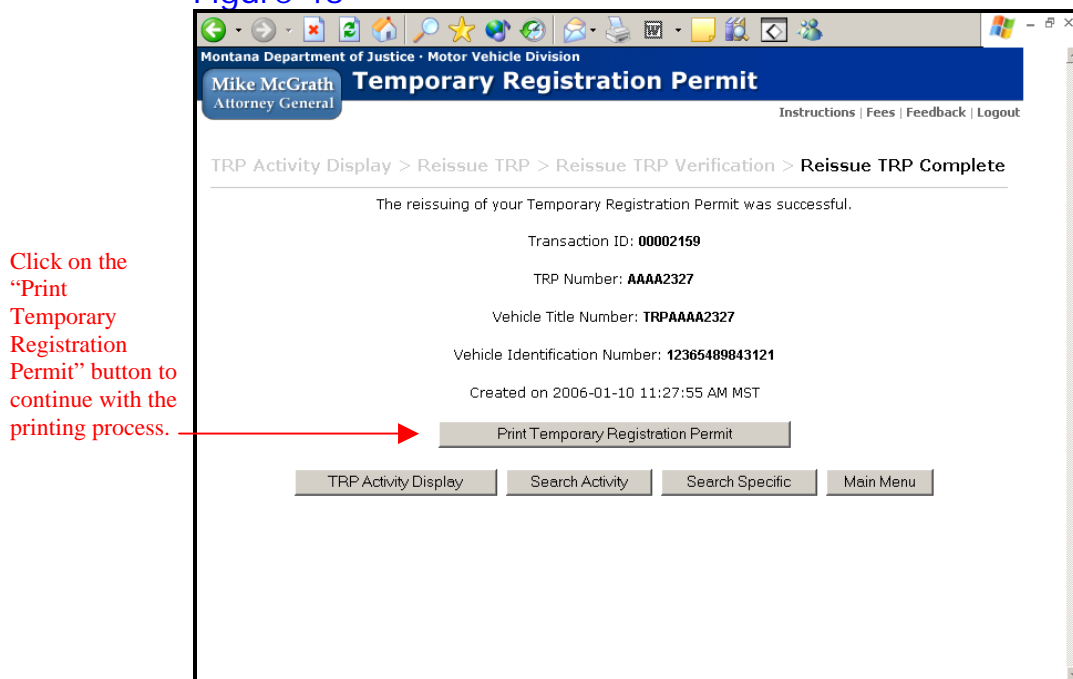 Montana Department of Justice · Motor Vehicle Division
Mike McGrath
Attorney General
Temporary Registration Permit
Instructions | Fees | Feedback | Logout
TRP Activity Display > Reissue TRP > Reissue TRP Verification > Reissue TRP Complete
The reissuing of your Temporary Registration Permit was successful.
Transaction ID: 00002159
TRP Number: AAAA2327
Vehicle Title Number: TRPAAAA2327
Vehicle Identification Number: 12365489843121
Created on 2006-01-10 11:27:55 AM MST
Print Temporary Registration Permit
TRP Activity Display
Search Activity
Search Specific
Main Menu
Click on the
“Print
Temporary
Registration
Permit” button to
continue with the
printing process.